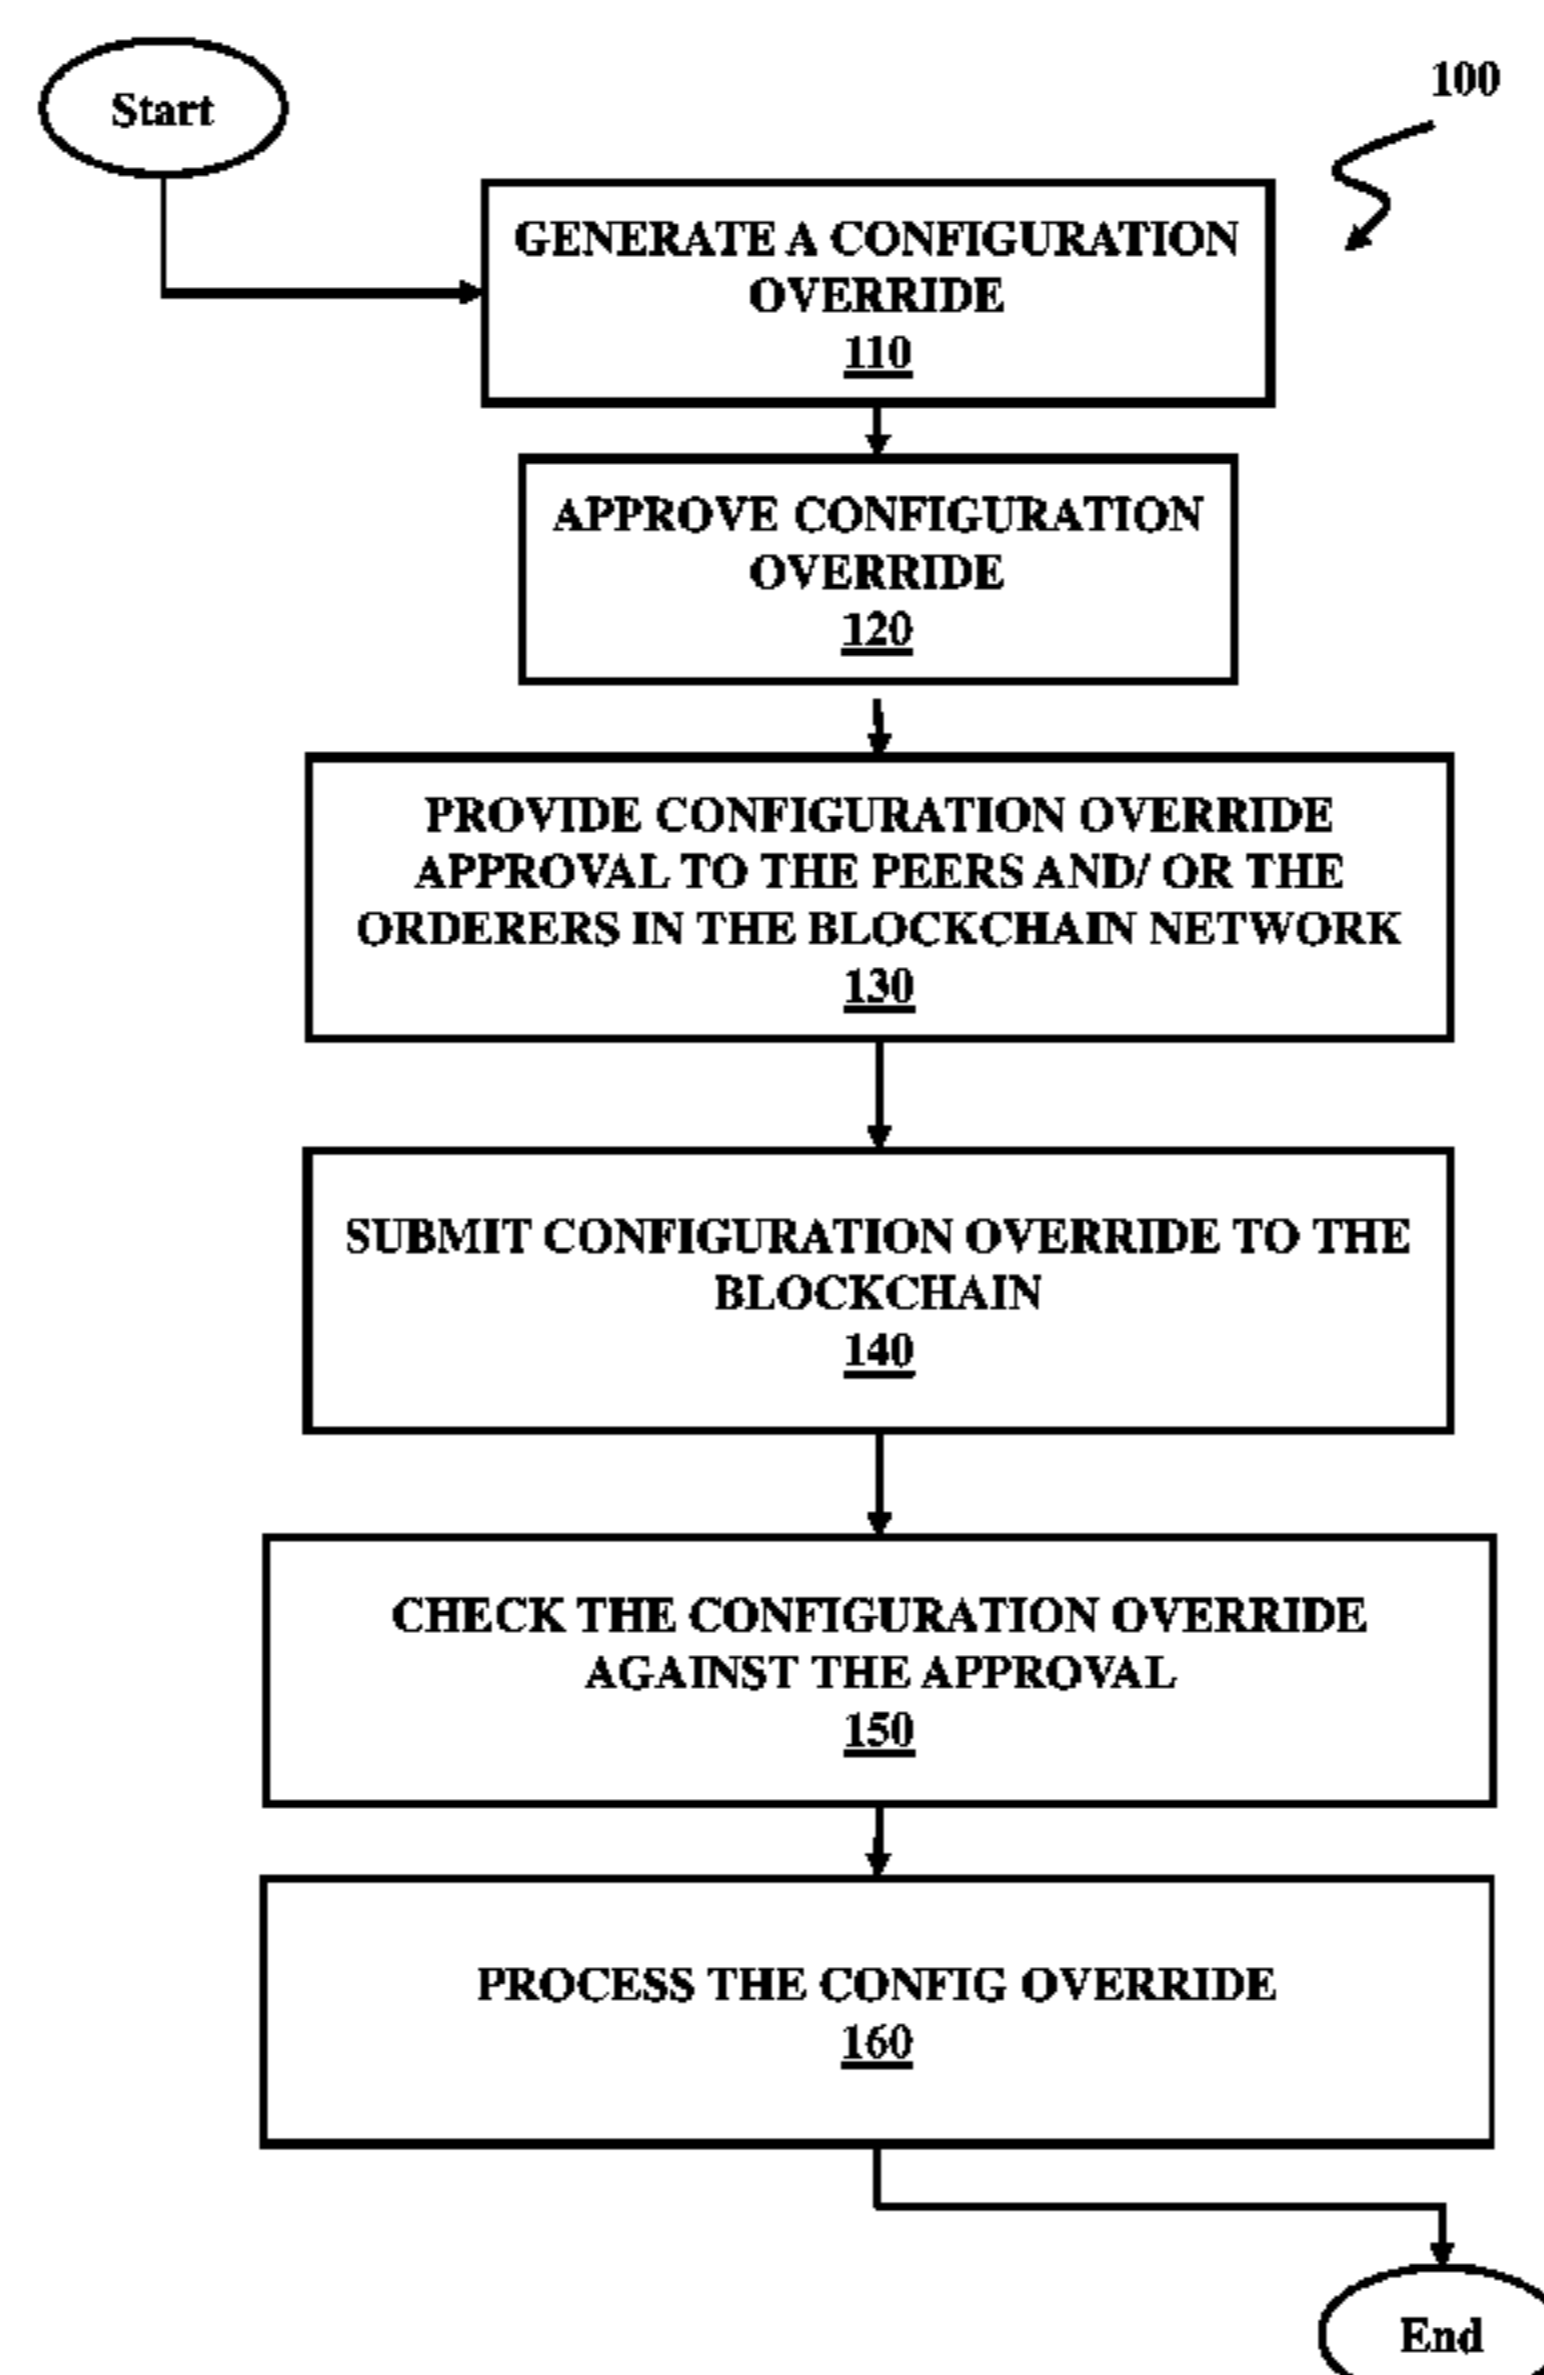 Start
100
GENERATE A CONFIGURATION
OVERRIDE
110
APPROVE CONFIGURATION
OVERRIDE
120
PROVIDE CONFIGURATION OVERRIDE
APPROVAL TO THE PEERS AND/ OR THE
ORDERERS IN THE BLOCKCHAIN NETWORK
130
SUBMIT CONFIGURATION OVERRIDE TO THE
BLOCKCHAIN
140
CHECK THE CONFIGURATION OVERRIDE
AGAINST THE APPROVAL
150
PROCESS THE CONFIG OVERRIDE
160
End